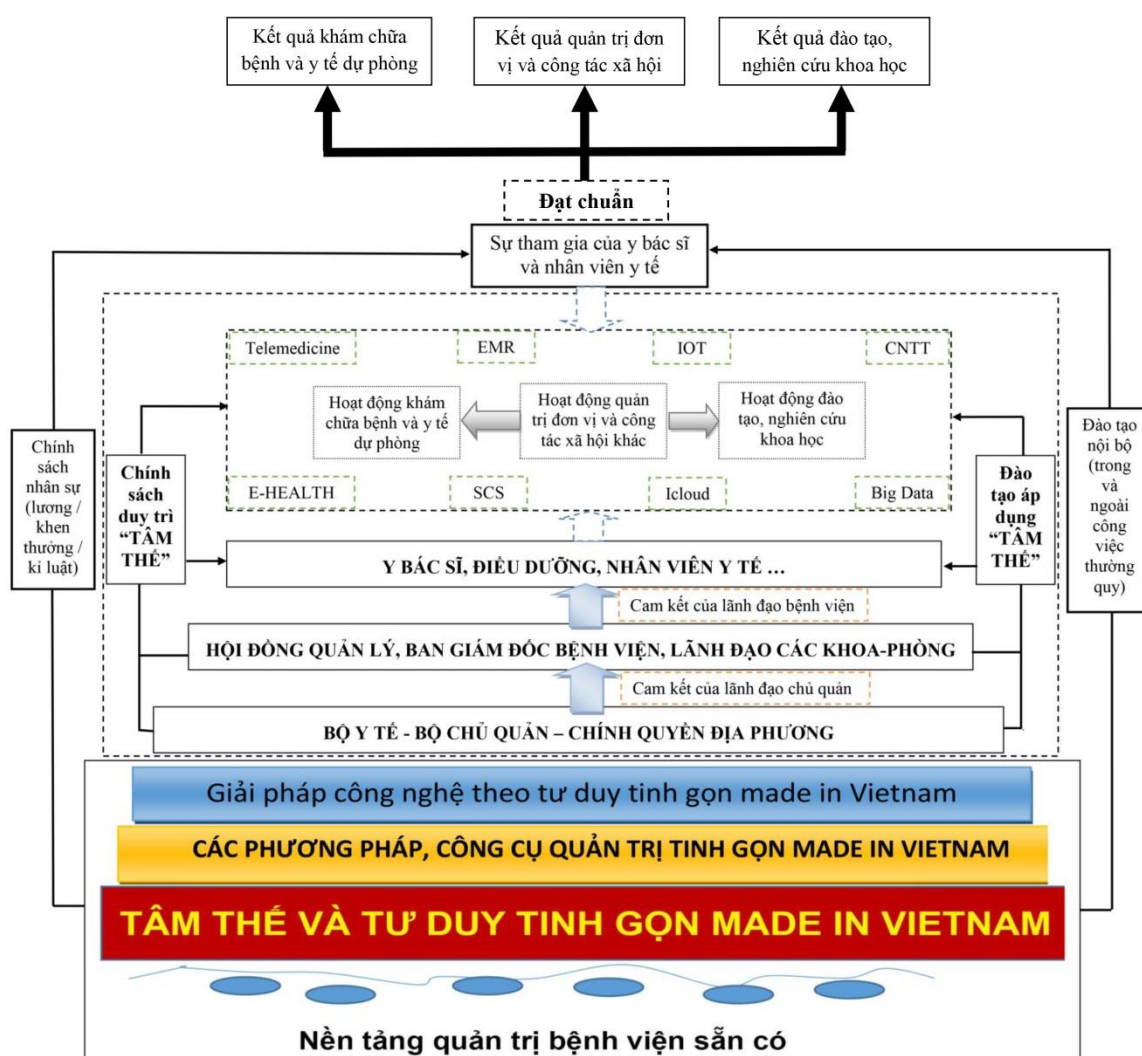 Kết quả khám chữa
bệnh và y tế dự phòng
Kết quả quản trị đơn
vị và công tác xã hội
Kết quả đào tạo,
nghiên cứu khoa học
Đạt chuẩn
Sự tham gia của y bác sĩ
và nhân viên y tế
Telemedicine
EMR
IOT
CNTT
Hoạt động khám
chữa bệnh và y tế
dự phòng
Hoạt động quản
trị đơn vị và công
tác xã hội khác
Hoạt động đào
tạo, nghiên cứu
khoa học
E-HEALTH
SCS
Icloud
Big Data
Chính
sách
nhân sự
(lương /
khen
thưởng /
kỉ luật)
Chính
sách
duy trì
“TÂM
THẾ”
Đào
tạo áp
dụng
“TÂM
THẾ”
Đào tạo
nội bộ
(trong
và
ngoài
công
việc
thường
quy)
Y BÁC SĨ, ĐIỀU DƯỠNG, NHÂN VIÊN Y TẾ …
Cam kết của lãnh đạo bệnh viện
HỘI ĐỒNG QUẢN LÝ, BAN GIÁM ĐỐC BỆNH VIỆN, LÃNH ĐẠO CÁC KHOA-PHÒNG
Cam kết của lãnh đạo chủ quản
BỘ Y TẾ - BỘ CHỦ QUẢN – CHÍNH QUYỀN ĐỊA PHƯƠNG
Giải pháp công nghệ theo tư duy tinh gọn made in Vietnam
CÁC PHƯƠNG PHÁP, CÔNG CỤ QUẢN TRỊ TINH GỌN MADE IN VIETNAM
TÂM THẾ VÀ TƯ DUY TINH GỌN MADE IN VIETNAM
Nền tảng quản trị bệnh viện sẵn có